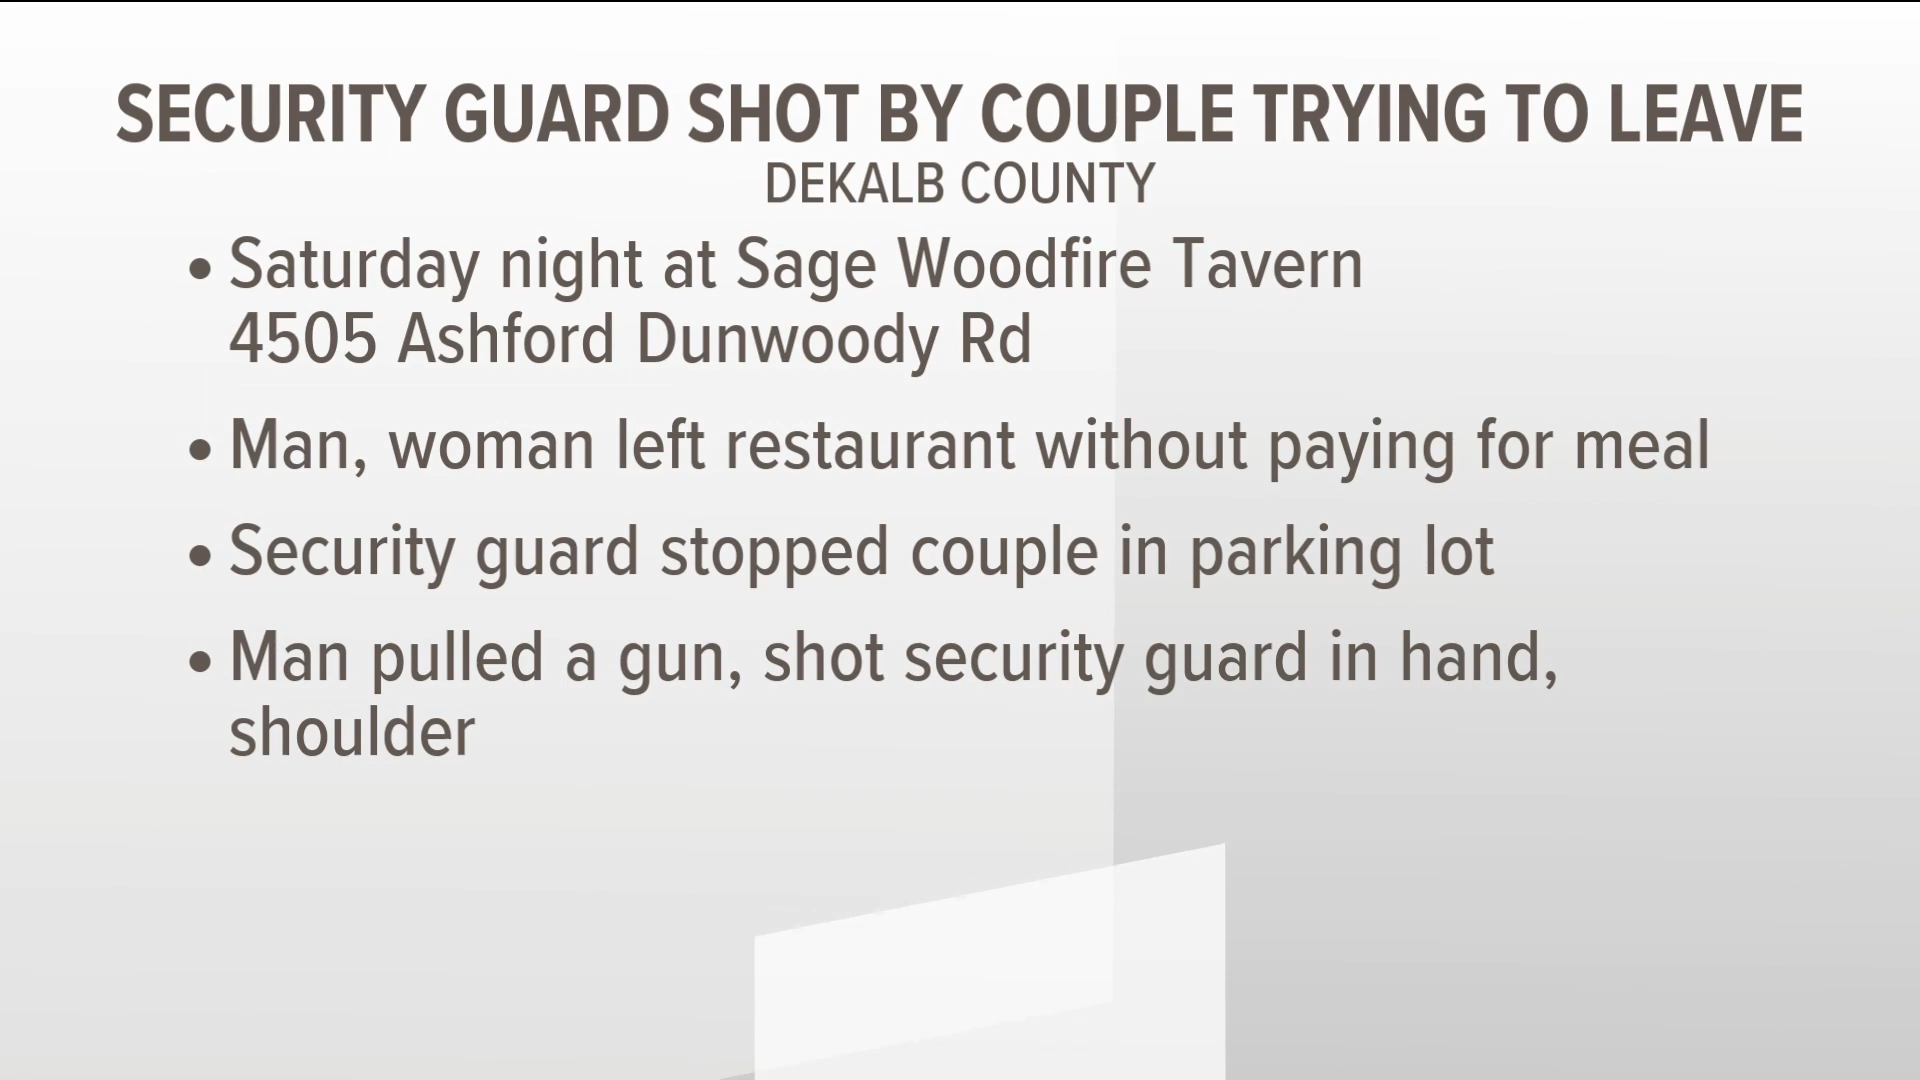 SECURITY GUARD SHOT BY COUPLE TRYING TO LEAVE
DEKALB COUNTY
• Saturday night at Sage Woodfire Tavern
4505 Ashford Dunwoody Rd
• Man, woman left restaurant without paying for meal
• Security guard stopped couple in parking lot
• Man pulled a gun, shot security guard in hand,
shoulder